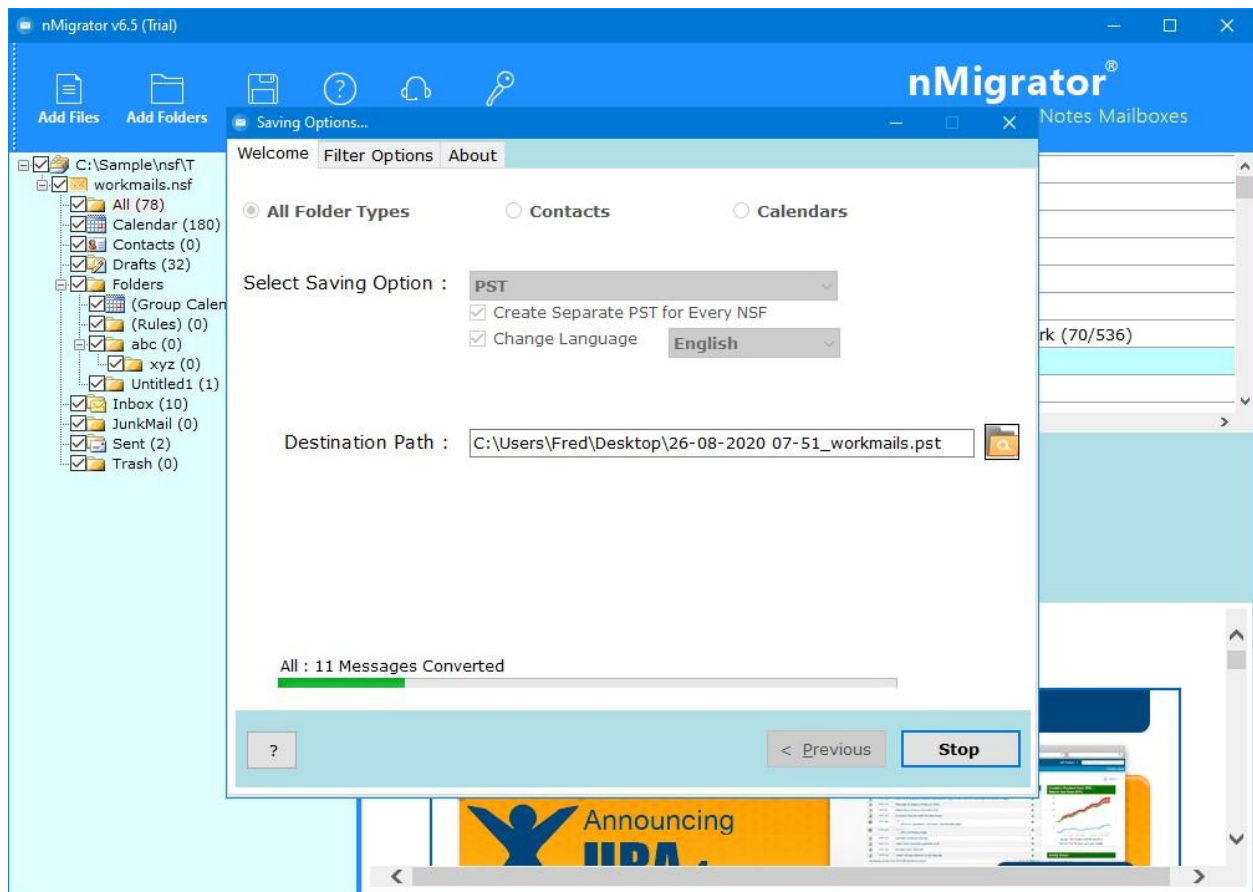 nMigrator v6.5 (Trial)
nMigrator®
Notes Mailboxes
Add Files
Add Folders
Saving Options...
Welcome
Filter Options
About
C:\Sample\nsf\T
workmails.nsf
All (78)
Calendar (180)
Contacts (0)
Drafts (32)
Folders
(Group Calen
(Rules) (0)
abc (0)
xyz (0)
Untitled1 (1)
Inbox (10)
JunkMail (0)
Sent (2)
Trash (0)
All Folder Types
Contacts
Calendars
Select Saving Option :
PST
Create Separate PST for Every NSF
Change Language
English
rk (70/536)
Destination Path :
C:\Users\Fred\Desktop\26-08-2020 07-51_workmails.pst
All : 11 Messages Converted
?
< Previous
Stop
Announcing